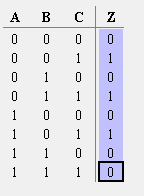 A B C Z
0 0 0 0
0 0 1 1
0 1 0 0
0 1 1 1
1 0 0 0
1 0 1 1
1 1 0 0
1 1 1 0